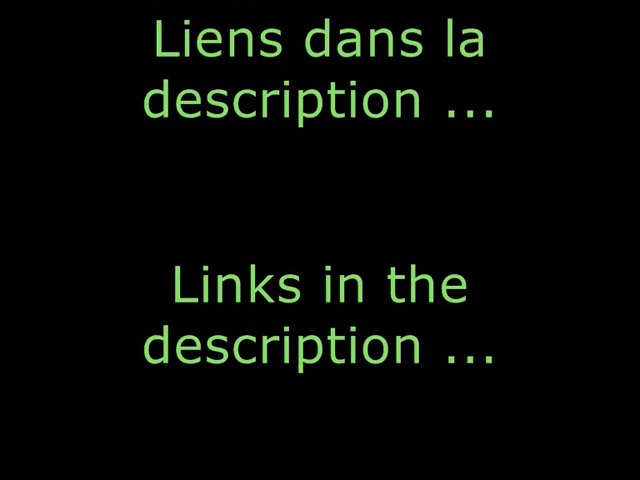 Liens dans la
description ...
Links in the
description ...